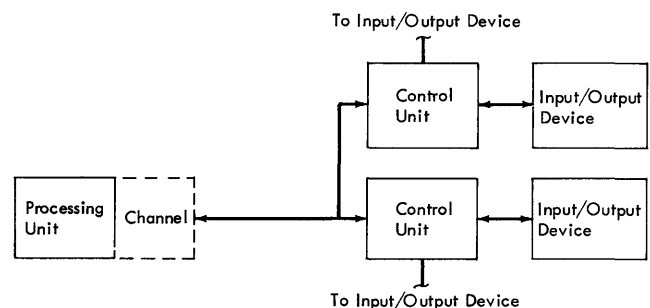 To Input/Output Device
Control
Unit
Input/Output
Device
Processing
Unit
Channel
Control
Unit
Input/Output
Device
To Input/Output Device